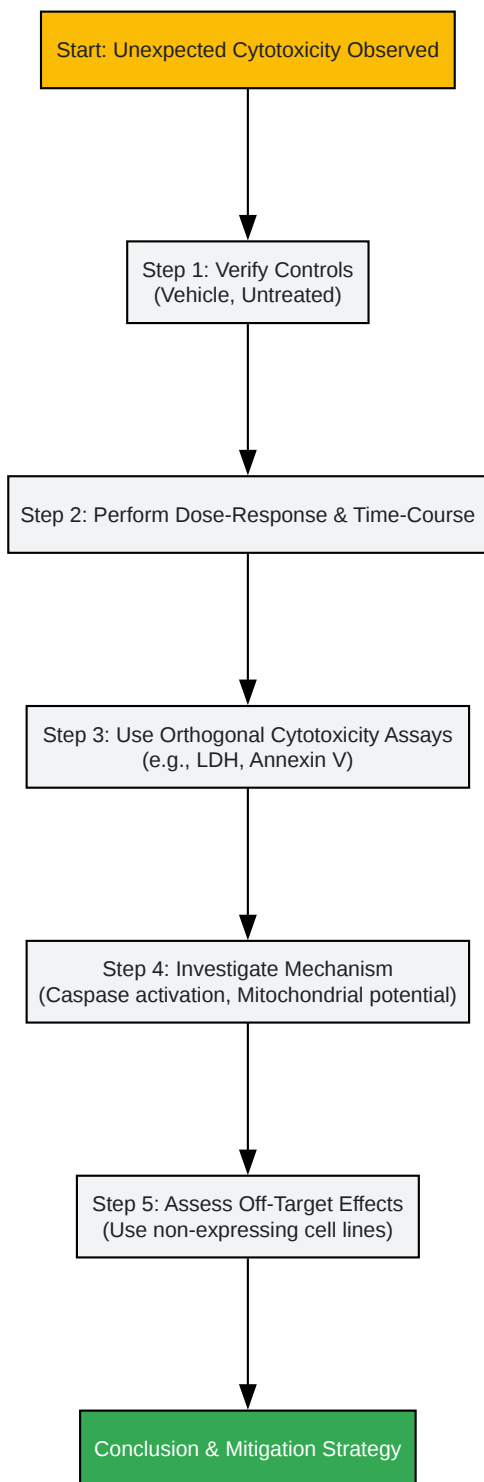 Start: Unexpected Cytotoxicity Observed
Step 1: Verify Controls
(Vehicle, Untreated)
Step 2: Perform Dose-Response & Time-Course
Step 3: Use Orthogonal Cytotoxicity Assays
(e.g., LDH, Annexin V)
Step 4: Investigate Mechanism
(Caspase activation, Mitochondrial potential)
Step 5: Assess Off-Target Effects
(Use non-expressing cell lines)
Conclusion & Mitigation Strategy